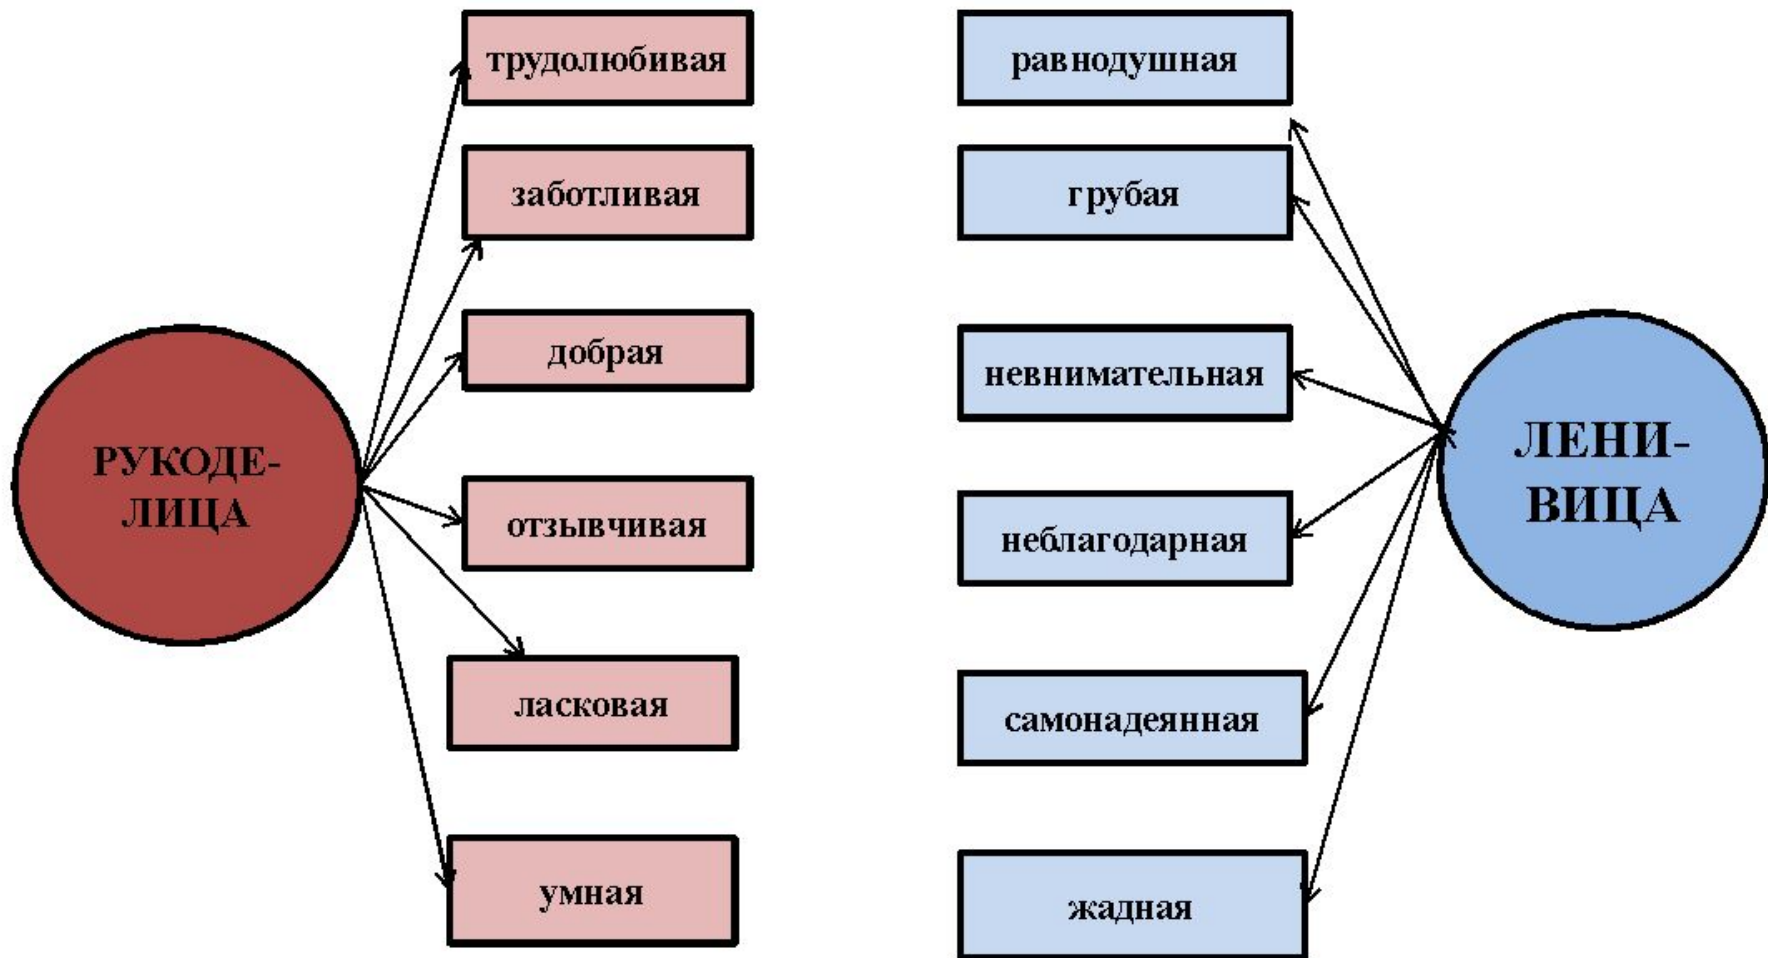 трудолюбивая
заботливая
добрая
РУКОДЕ-
ЛИЦА
отзывчивая
ласковая
умная
равнодушная
грубая
невнимательная
ЛЕНИ-
ВИЦА
неблагодарная
самонадеянная
жадная